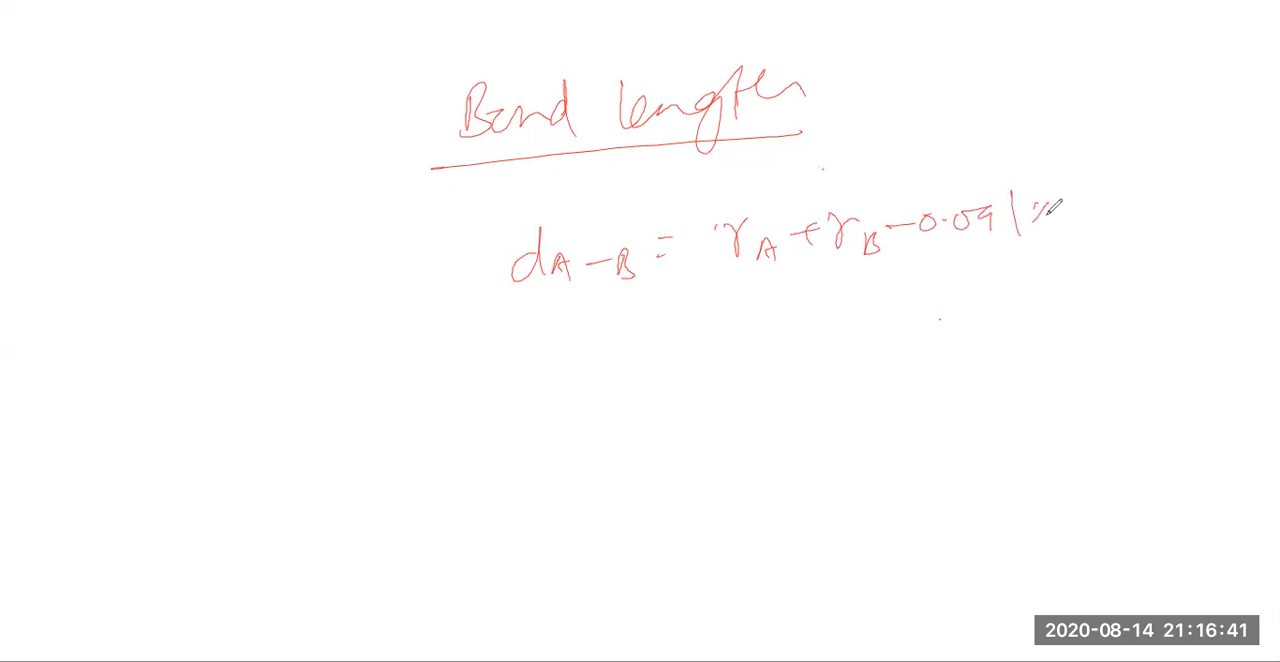 Bond length
dA-B = rA + rB - 0.09 | x
2020-08-14 21:16:41